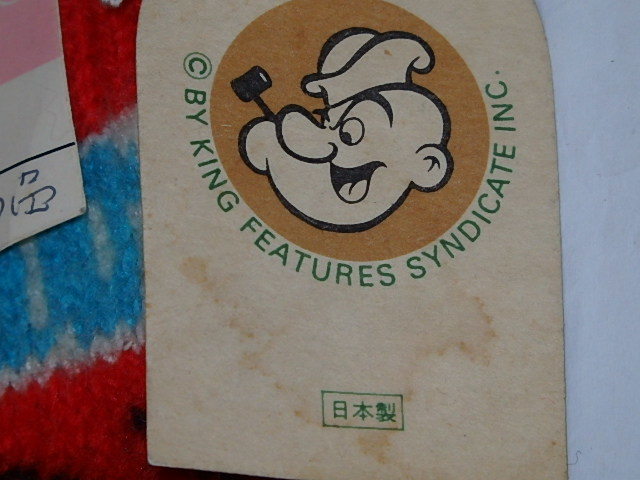 © BY KING FEATURES SYNDICATE INC.
日本製